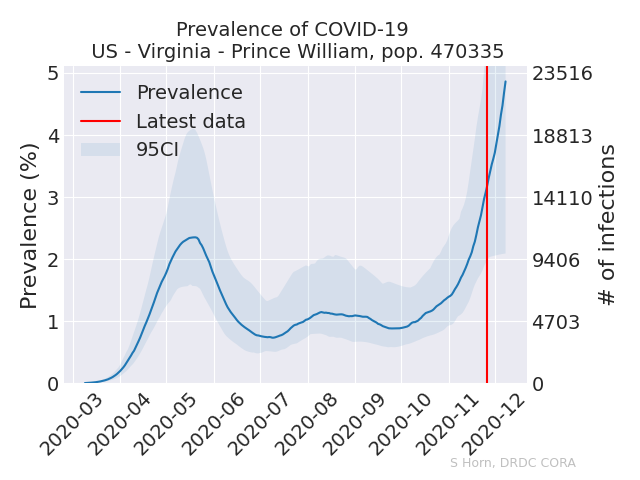 Prevalence of COVID-19
US - Virginia - Prince William, pop. 470335
Prevalence (%)
5
4
3
2
1
0
Prevalence
Latest data
95CI
23516
18813
14110
9406
4703
0
# of infections
2020-03
2020-04
2020-05
2020-06
2020-07
2020-08
2020-09
2020-10
2020-11
2020-12
S Horn, DRDC CORA